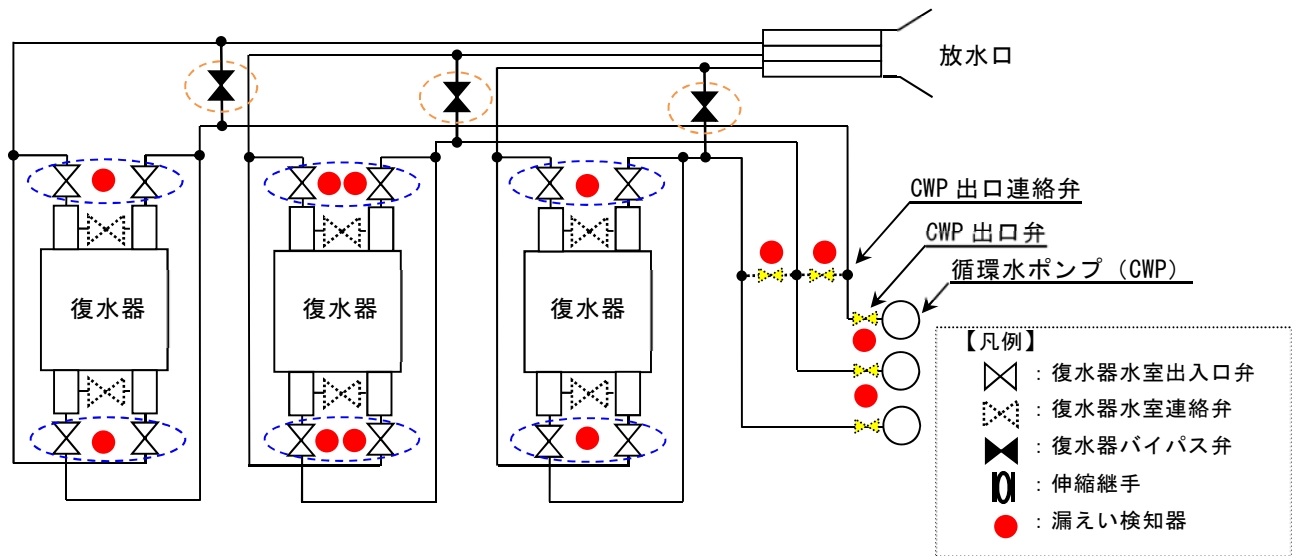 放水口
CWP 出口連絡弁
CWP 出口弁
循環水ポンプ（CWP）
復水器
復水器
復水器
【凡例】
：復水器水室出入口弁
：復水器水室連絡弁
：復水器バイパス弁
：伸縮継手
：漏えい検知器